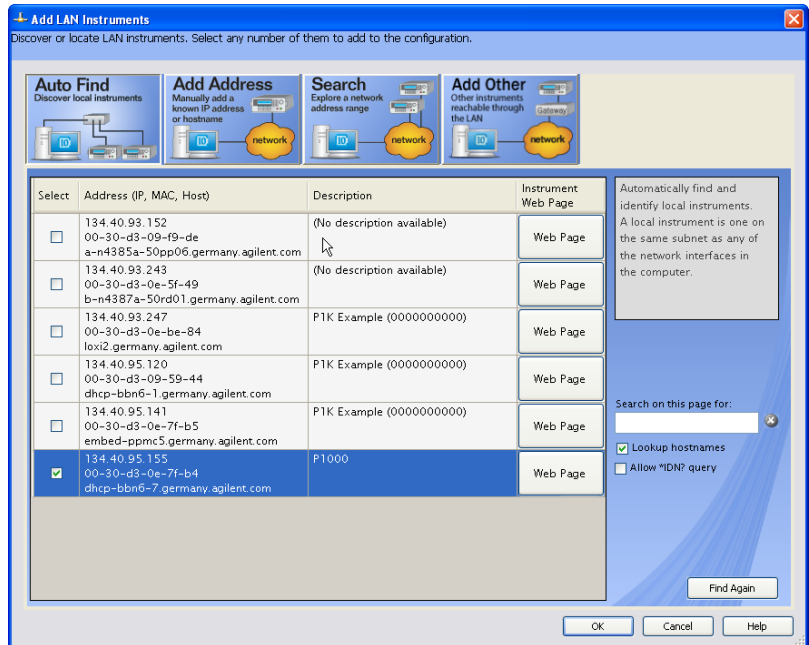 Add LAN Instruments
Discover or locate LAN instruments. Select any number of them to add to the configuration.
Auto Find
Discover local instruments
Add Address
Manually add a
known IP address
or hostname
network
Search
Explore a network
address range
network
Add Other
Other instruments
reachable through
the LAN
Gateway
network
Select
Address (IP, MAC, Host)
Description
Instrument
Web Page
134.40.93.152
00-30-d3-09-f9-de
a-n4385a-50pp06.germany.agilent.com
(No description available)
Web Page
134.40.93.243
00-30-d3-0e-5f-49
b-n4387a-50rd01.germany.agilent.com
(No description available)
Web Page
134.40.93.247
00-30-d3-0e-be-84
loxi2.germany.agilent.com
P1K Example (0000000000)
Web Page
134.40.95.120
00-30-d3-09-59-44
dhcp-bbn6-1.germany.agilent.com
P1K Example (0000000000)
Web Page
134.40.95.141
00-30-d3-0e-7f-b5
embed-ppmc5.germany.agilent.com
P1K Example (0000000000)
Web Page
134.40.95.155
00-30-d3-0e-7f-b4
dhcp-bbn6-7.germany.agilent.com
P1000
Web Page
Automatically find and
identify local instruments.
A local instrument is one on
the same subnet as any of
the network interfaces in
the computer.
Search on this page for:
Lookup hostnames
Allow *IDN? query
Find Again
OK
Cancel
Help